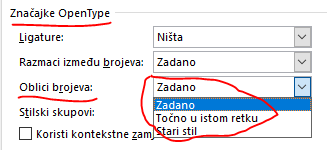 Značajke OpenType
Ligature: Ništa
Razmaci između brojeva: Zadano
Oblici brojeva: Zadano
Zadano
Stilski skupovi: Točno u istom retku
Stari stil
Koristi kontekstne zamj